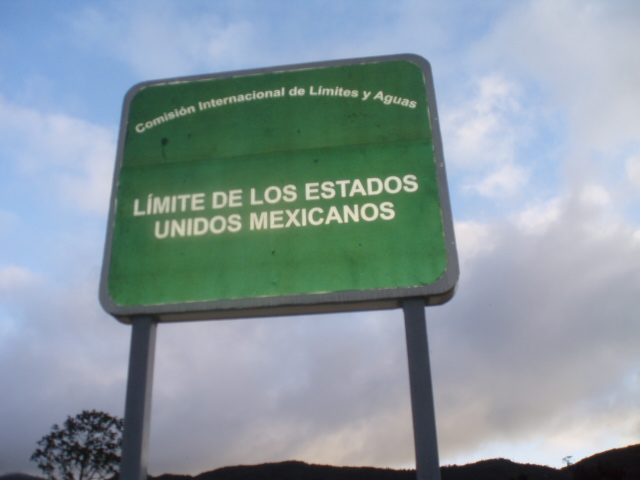 Comisión Internacional de Límites y Aguas
LÍMITE DE LOS ESTADOS
UNIDOS MEXICANOS